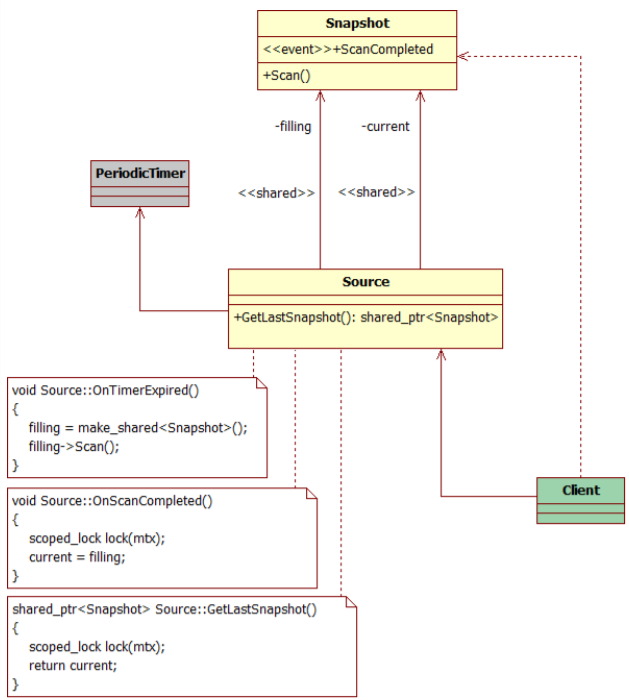 Snapshot
<<event>>+ScanCompleted
+Scan()
-filling
-current
PeriodicTimer
<<shared>>
<<shared>>
Source
+GetLastSnapshot(): shared_ptr<Snapshot>
void Source::OnTimerExpired()
{
filling = make_shared<Snapshot>();
filling->Scan();
}
Client
void Source::OnScanCompleted()
{
scoped_lock lock(mtx);
current = filling;
}
shared_ptr<Snapshot> Source::GetLastSnapshot()
{
scoped_lock lock(mtx);
return current;
}